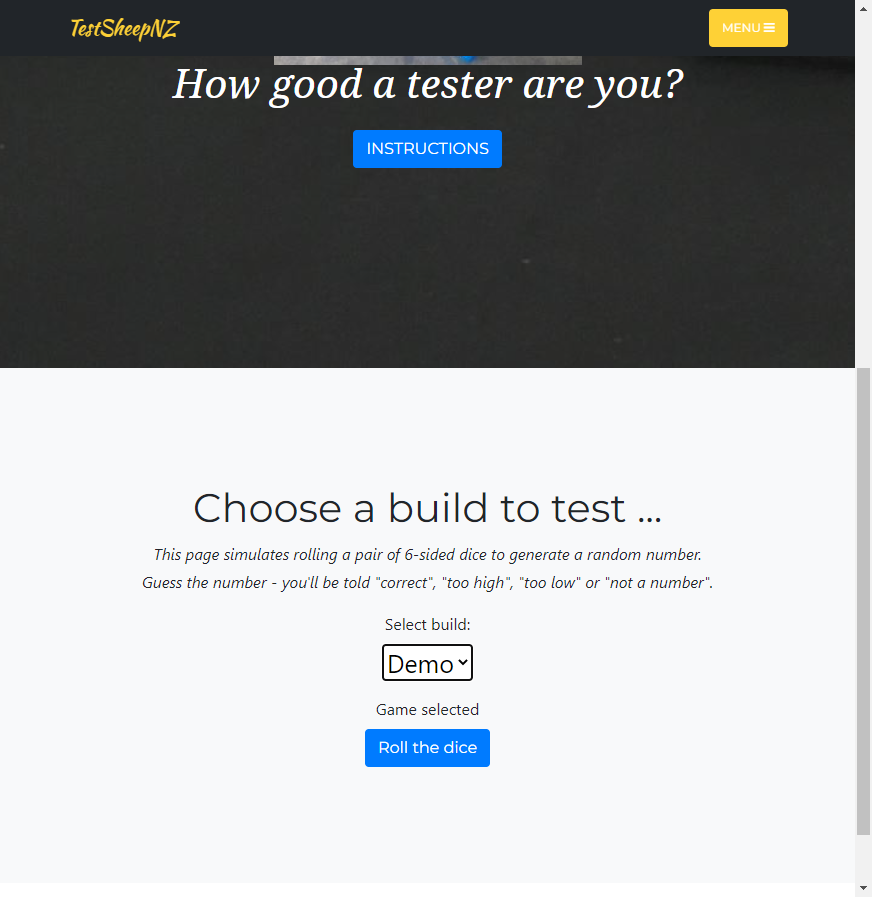 TestSheepNZ
MENU
How good a tester are you?
INSTRUCTIONS
Choose a build to test ...
This page simulates rolling a pair of 6-sided dice to generate a random number.
Guess the number - you'll be told "correct", "too high", "too low" or "not a number".
Select build:
Demo
Game selected
Roll the dice